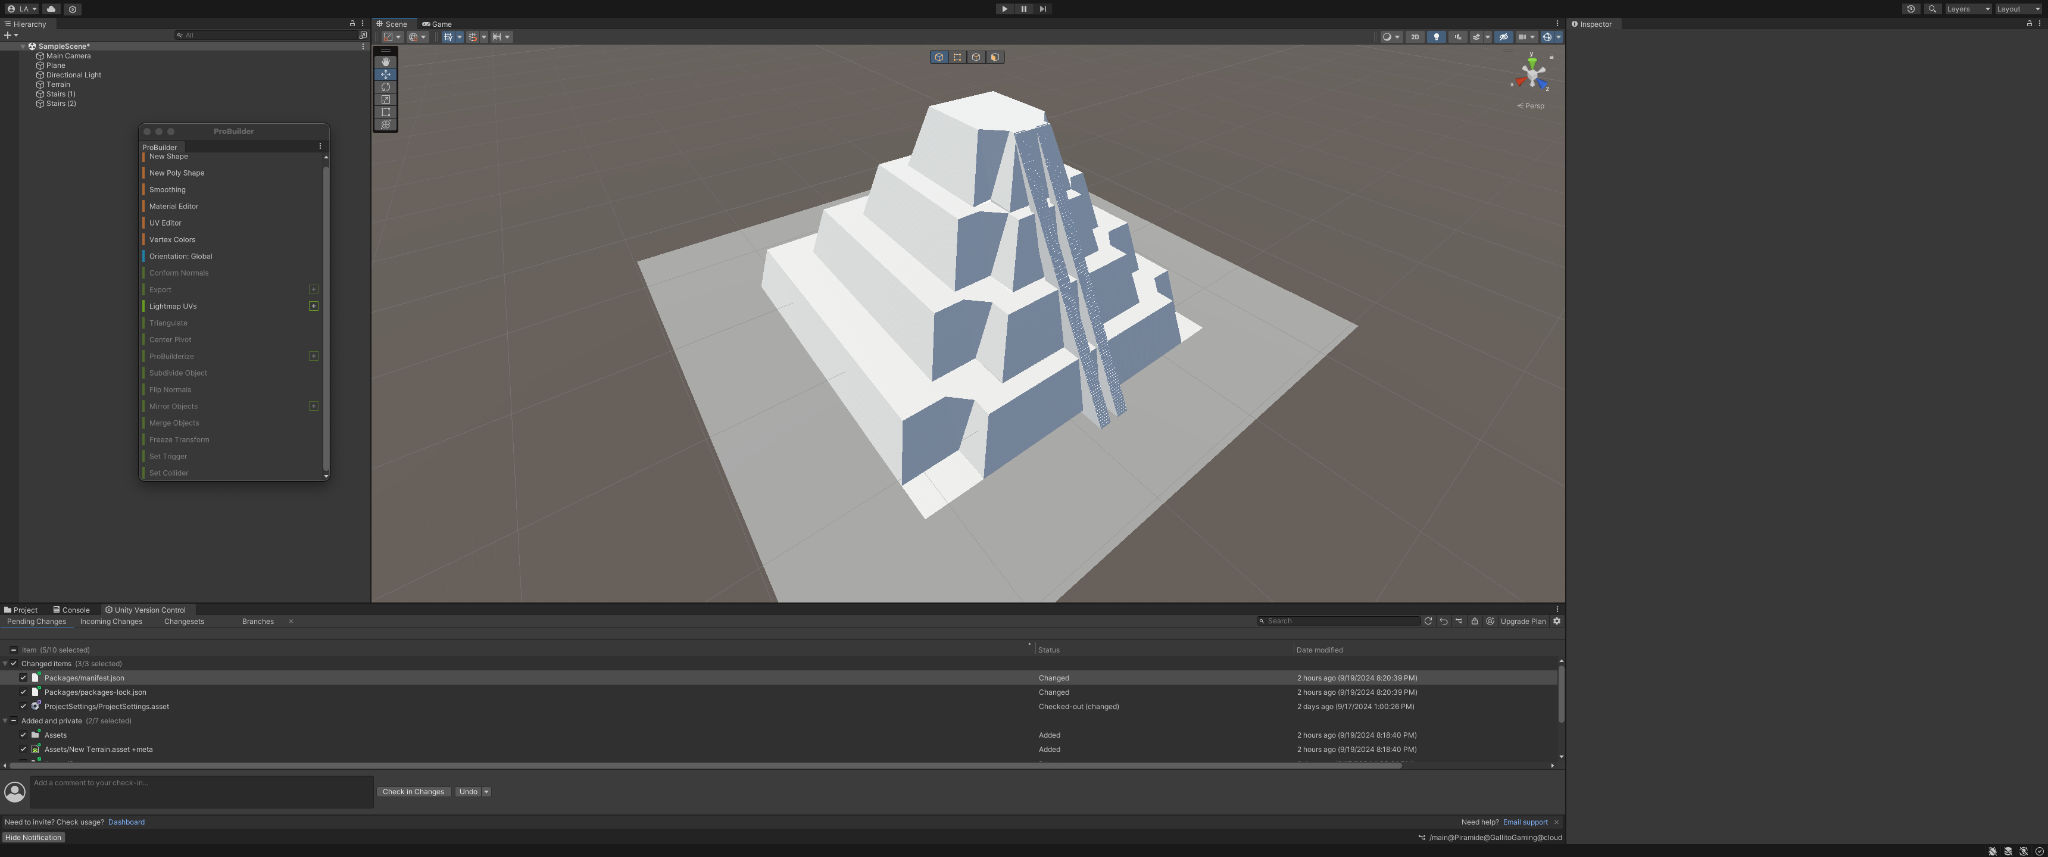 LA
Layers
Layout
Hierarchy
All
SampleScene*
Main Camera
Plane
Directional Light
Terrain
Stairs (1)
Stairs (2)
ProBuilder
ProBuilder
New Shape
New Poly Shape
Smoothing
Material Editor
UV Editor
Vertex Colors
Orientation: Global
Conform Normals
Export
Lightmap UVs
Triangulate
Center Pivot
ProBuilderize
Subdivide Object
Flip Normals
Mirror Objects
Merge Objects
Freeze Transform
Set Trigger
Set Collider
Scene
Game
2D
y
z
Persp
Inspector
Project
Console
Unity Version Control
Pending Changes
Incoming Changes
Changesets
Branches
Search
Upgrade Plan
Item (5/10 selected)
Status
Date modified
Changed items (3/3 selected)
Packages/manifest.json
Changed
2 hours ago (9/19/2024 8:20:39 PM)
Packages/packages-lock.json
Changed
2 hours ago (9/19/2024 8:20:39 PM)
ProjectSettings/ProjectSettings.asset
Checked-out (changed)
2 days ago (9/17/2024 1:00:26 PM)
Added and private (2/7 selected)
Assets
Added
2 hours ago (9/19/2024 8:18:40 PM)
Assets/New Terrain.asset +meta
Added
2 hours ago (9/19/2024 8:18:40 PM)
Add a comment to your check-in...
Check in Changes
Undo
Need to invite? Check usage? Dashboard
Need help? Email support
Hide Notification
/main@Piramide@GallitoGaming@cloud